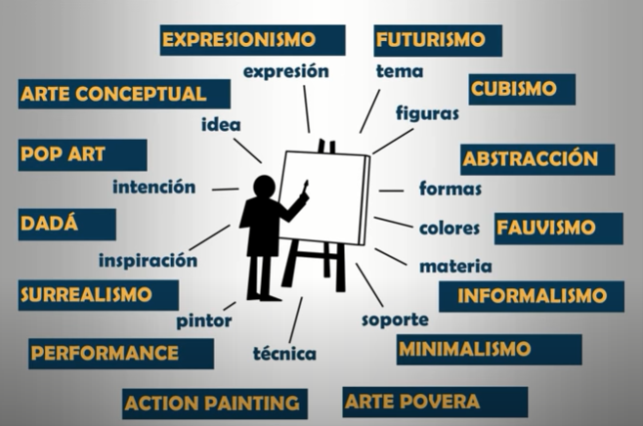 EXPRESIONISMO
FUTURISMO
expresión
tema
CUBISMO
ARTE CONCEPTUAL
figuras
idea
POP ART
ABSTRACCIÓN
intención
formas
DADÁ
colores
FAUVISMO
inspiración
materia
SURREALISMO
INFORMALISMO
pintor
soporte
PERFORMANCE
técnica
MINIMALISMO
ACTION PAINTING
ARTE POVERA